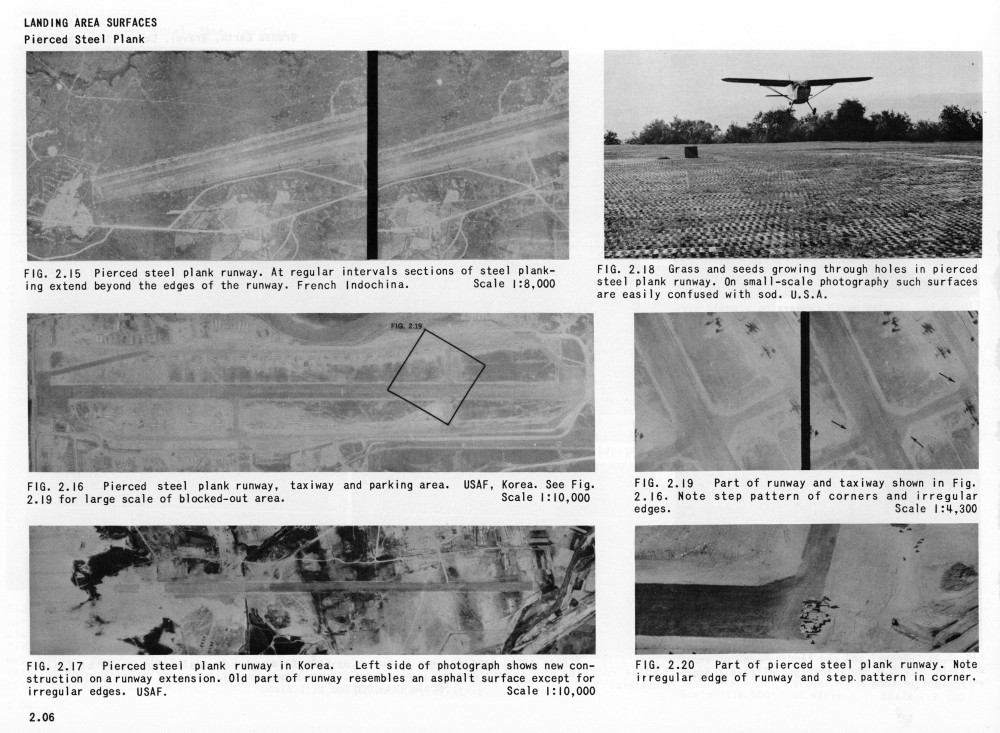 LANDING AREA SURFACES
Pierced Steel Plank
FIG. 2.15 Pierced steel plank runway. At regular intervals sections of steel plank-
ing extend beyond the edges of the runway. French Indochina. Scale 1:8,000
FIG. 2.18 Grass and seeds growing through holes in pierced
steel plank runway. On small-scale photography such surfaces
are easily confused with sod. U.S.A.
FIG. 2.19
FIG. 2.16 Pierced steel plank runway, taxiway and parking area. USAF, Korea. See Fig.
2.19 for large scale of blocked-out area. Scale 1:10,000
FIG. 2.19 Part of runway and taxiway shown in Fig.
2.16. Note step pattern of corners and irregular
edges. Scale 1:4,300
FIG. 2.17 Pierced steel plank runway in Korea. Left side of photograph shows new con-
struction on a runway extension. Old part of runway resembles an asphalt surface except for
irregular edges. USAF. Scale 1:10,000
FIG. 2.20 Part of pierced steel plank runway. Note
irregular edge of runway and step pattern in corner.
2.06